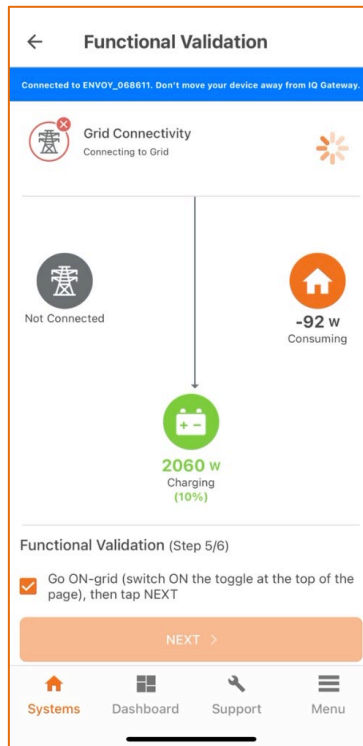 Functional Validation
Connected to ENVOY_068611. Don't move your device away from IQ Gateway.
Grid Connectivity
Connecting to Grid
Not Connected
-92 W
Consuming
2060 W
Charging
(10%)
Functional Validation (Step 5/6)
Go ON-grid (switch ON the toggle at the top of the
page), then tap NEXT
NEXT >
Systems Dashboard Support Menu